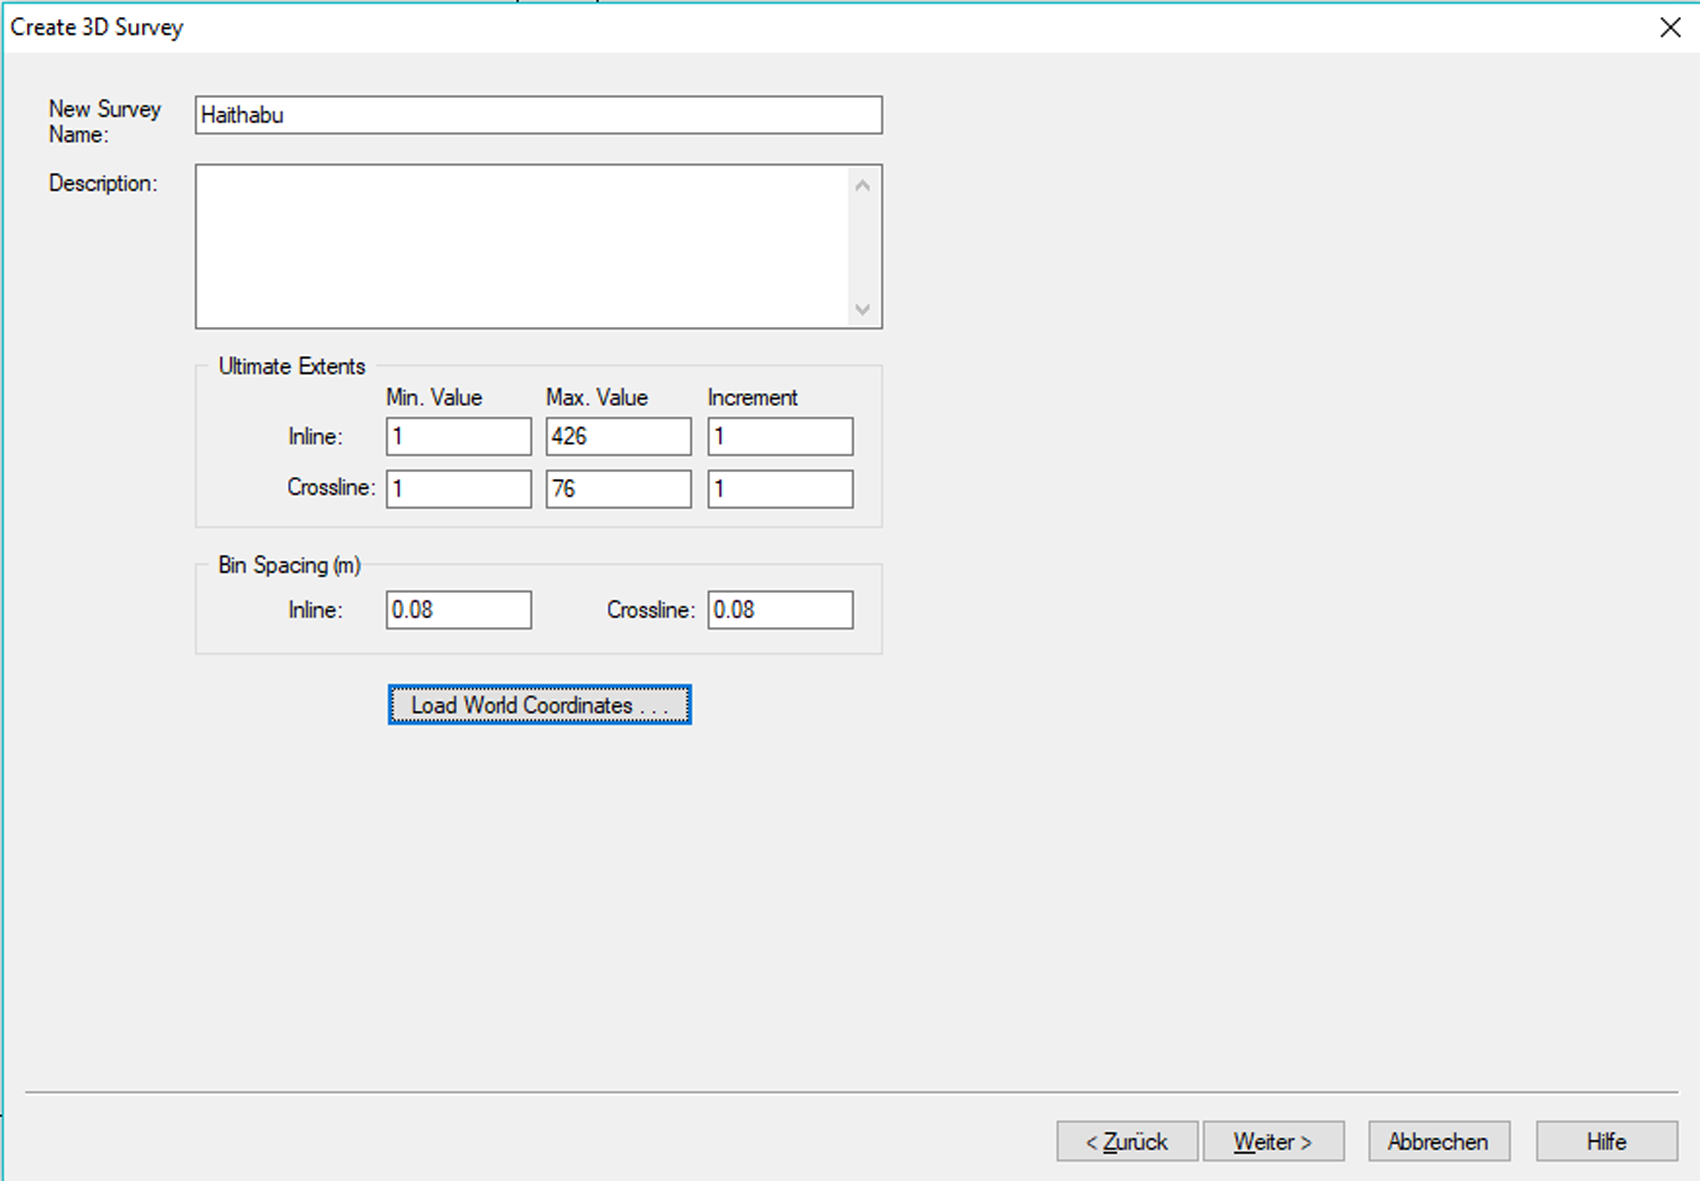 Create 3D Survey
New Survey
Name:
Haithabu
Description:
Ultimate Extents
Min. Value Max. Value Increment
Inline: 1 426 1
Crossline: 1 76 1
Bin Spacing (m)
Inline: 0.08 Crossline: 0.08
Load World Coordinates . . .
< Zurück Weiter > Abbrechen Hilfe